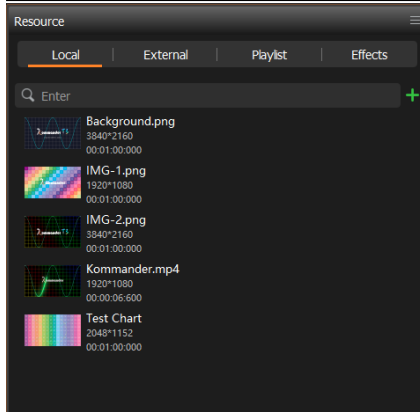 Resource
Local
External
Playlist
Effects
Enter
Background.png
3840*2160
00:01:00:000
IMG-1.png
1920*1080
00:01:00:000
IMG-2.png
3840*2160
00:01:00:000
Kommander.mp4
1920*1080
00:00:06:600
Test Chart
2048*1152
00:01:00:000